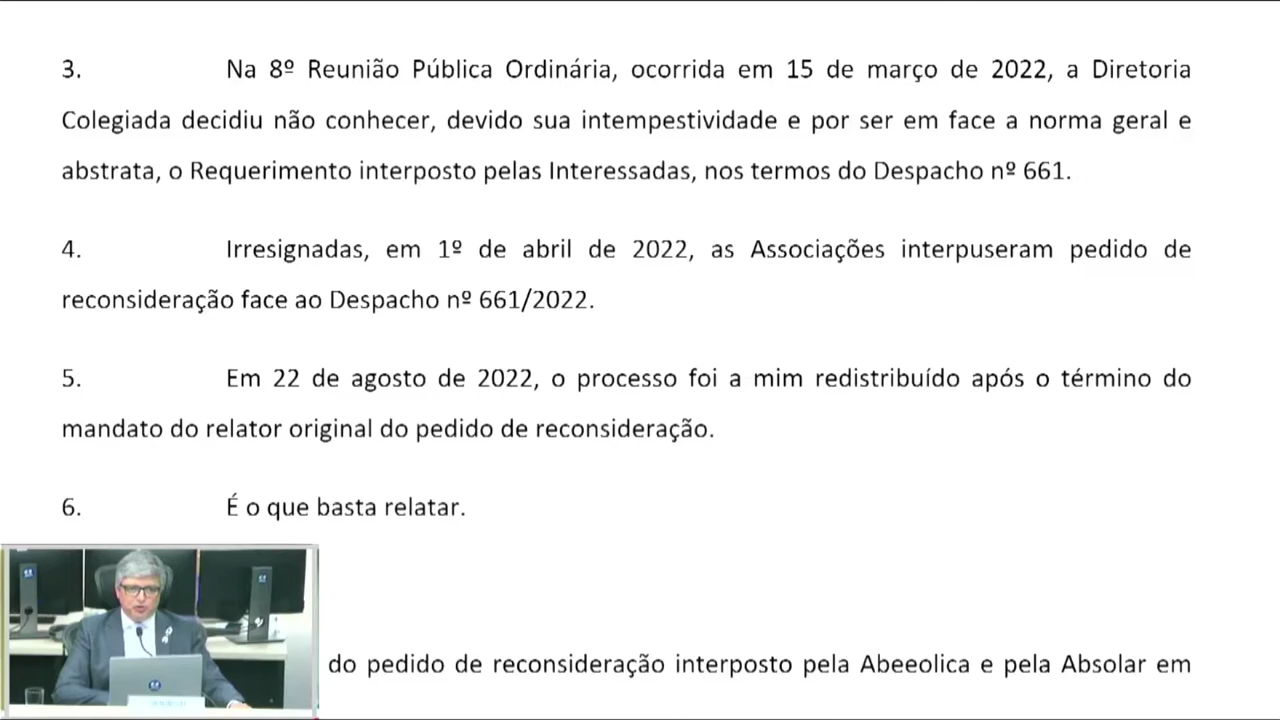 3. Na 8º Reunião Pública Ordinária, ocorrida em 15 de março de 2022, a Diretoria
Colegiada decidiu não conhecer, devido sua intempestividade e por ser em face a norma geral e
abstrata, o Requerimento interposto pelas Interessadas, nos termos do Despacho nº 661.
4. Irresignadas, em 1º de abril de 2022, as Associações interpuseram pedido de
reconsideração face ao Despacho nº 661/2022.
5. Em 22 de agosto de 2022, o processo foi a mim redistribuído após o término do
mandato do relator original do pedido de reconsideração.
6. É o que basta relatar.
do pedido de reconsideração interposto pela Abeeolica e pela Absolar em